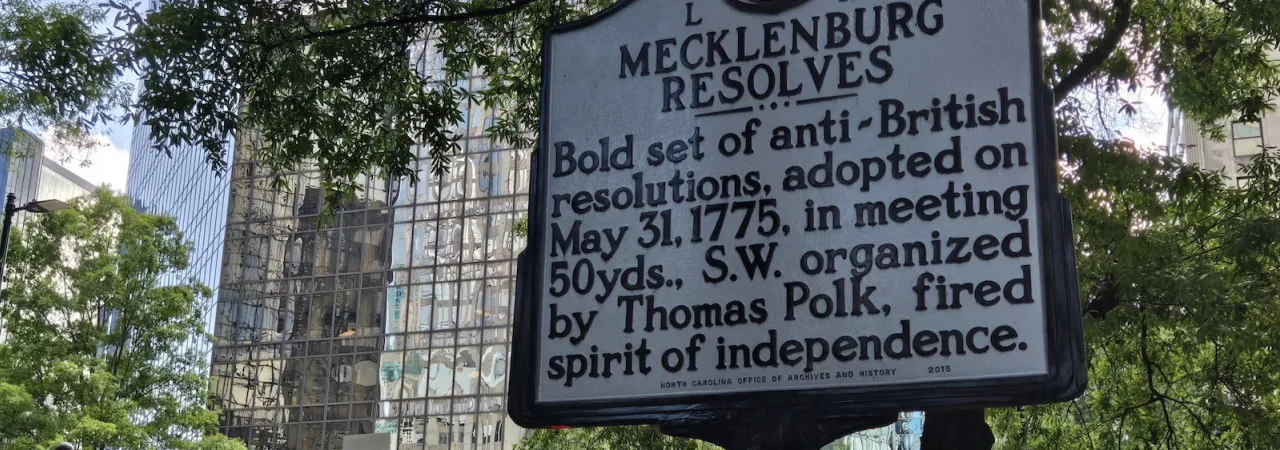 L
MECKLENBURG
RESOLVES
Bold set of anti-British
resolutions, adopted on
May 31, 1775, in meeting
50yds., S.W. organized
by Thomas Polk, fired
spirit of independence.
NORTH CAROLINA OFFICE OF ARCHIVES AND HISTORY 2015